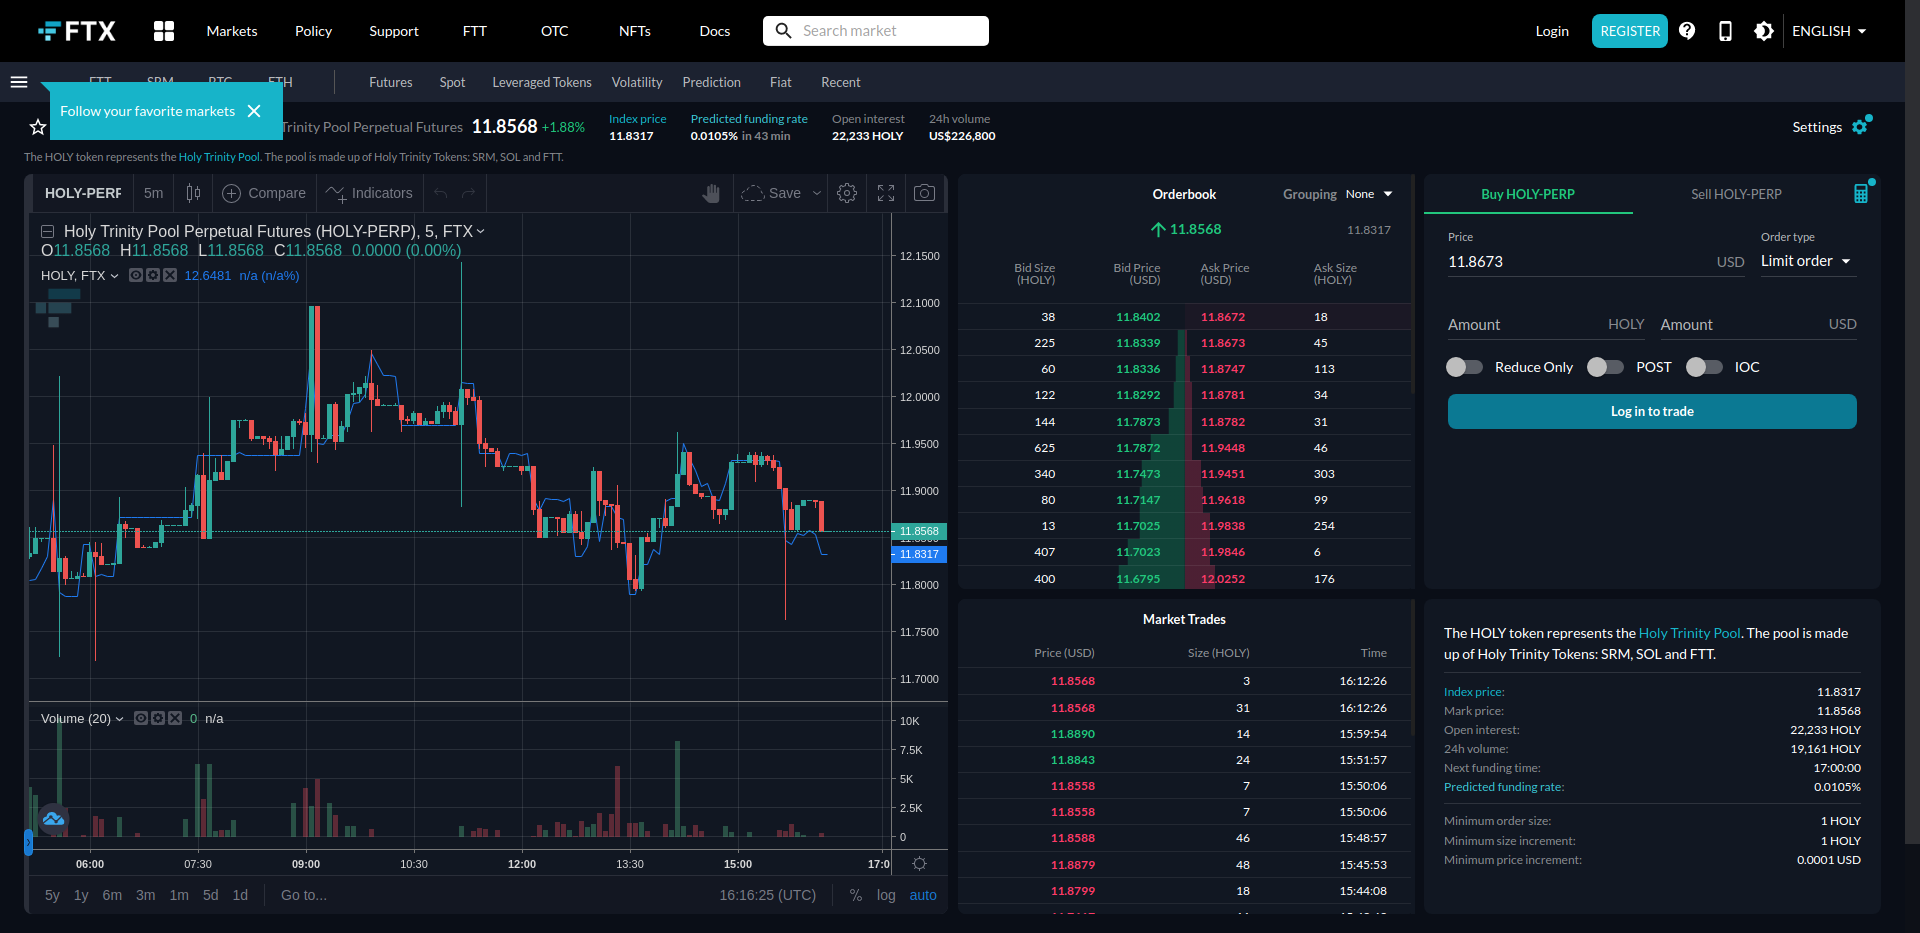 FTX Markets Policy Support FTT OTC NFTs Docs Search market Login REGISTER ENGLISH
FTT SRM BTC ETH Futures Spot Leveraged Tokens Volatility Prediction Fiat Recent
Follow your favorite markets
Trinity Pool Perpetual Futures 11.8568 +1.88%
Index price
11.8317
Predicted funding rate
0.0105% in 43 min
Open interest
22,233 HOLY
24h volume
US$226,800
Settings
The HOLY token represents the Holy Trinity Pool. The pool is made up of Holy Trinity Tokens: SRM, SOL and FTT.
HOLY-PERP 5m Compare Indicators Save
Holy Trinity Pool Perpetual Futures (HOLY-PERP), 5, FTX
O11.8568 H11.8568 L11.8568 C11.8568 0.0000 (0.00%)
HOLY, FTX 12.6481 n/a (n/a%)
12.1500
12.1000
12.0500
12.0000
11.9500
11.9000
11.8568
11.8317
11.8000
11.7500
11.7000
Volume (20) 0 n/a
10K
7.5K
5K
2.5K
0
06:00 07:30 09:00 10:30 12:00 13:30 15:00 17:0
5y 1y 6m 3m 1m 5d 1d Go to... 16:16:25 (UTC) % log auto
Orderbook Grouping None
11.8568 11.8317
Bid Size (HOLY) Bid Price (USD) Ask Price (USD) Ask Size (HOLY)
38 11.8402 11.8672 18
225 11.8339 11.8673 45
60 11.8336 11.8747 113
122 11.8292 11.8781 34
144 11.7873 11.8782 31
625 11.7872 11.9448 46
340 11.7473 11.9451 303
80 11.7147 11.9618 99
13 11.7025 11.9838 254
407 11.7023 11.9846 6
400 11.6795 12.0252 176
Market Trades
Price (USD) Size (HOLY) Time
11.8568 3 16:12:26
11.8568 31 16:12:26
11.8890 14 15:59:54
11.8843 24 15:51:57
11.8558 7 15:50:06
11.8558 7 15:50:06
11.8588 46 15:48:57
11.8879 48 15:45:53
11.8799 18 15:44:08
Buy HOLY-PERP Sell HOLY-PERP
Price Order type
11.8673 USD Limit order
Amount HOLY Amount USD
Reduce Only POST IOC
Log in to trade
The HOLY token represents the Holy Trinity Pool. The pool is made
up of Holy Trinity Tokens: SRM, SOL and FTT.
Index price: 11.8317
Mark price: 11.8568
Open interest: 22,233 HOLY
24h volume: 19,161 HOLY
Next funding time: 17:00:00
Predicted funding rate: 0.0105%
Minimum order size: 1 HOLY
Minimum size increment: 1 HOLY
Minimum price increment: 0.0001 USD